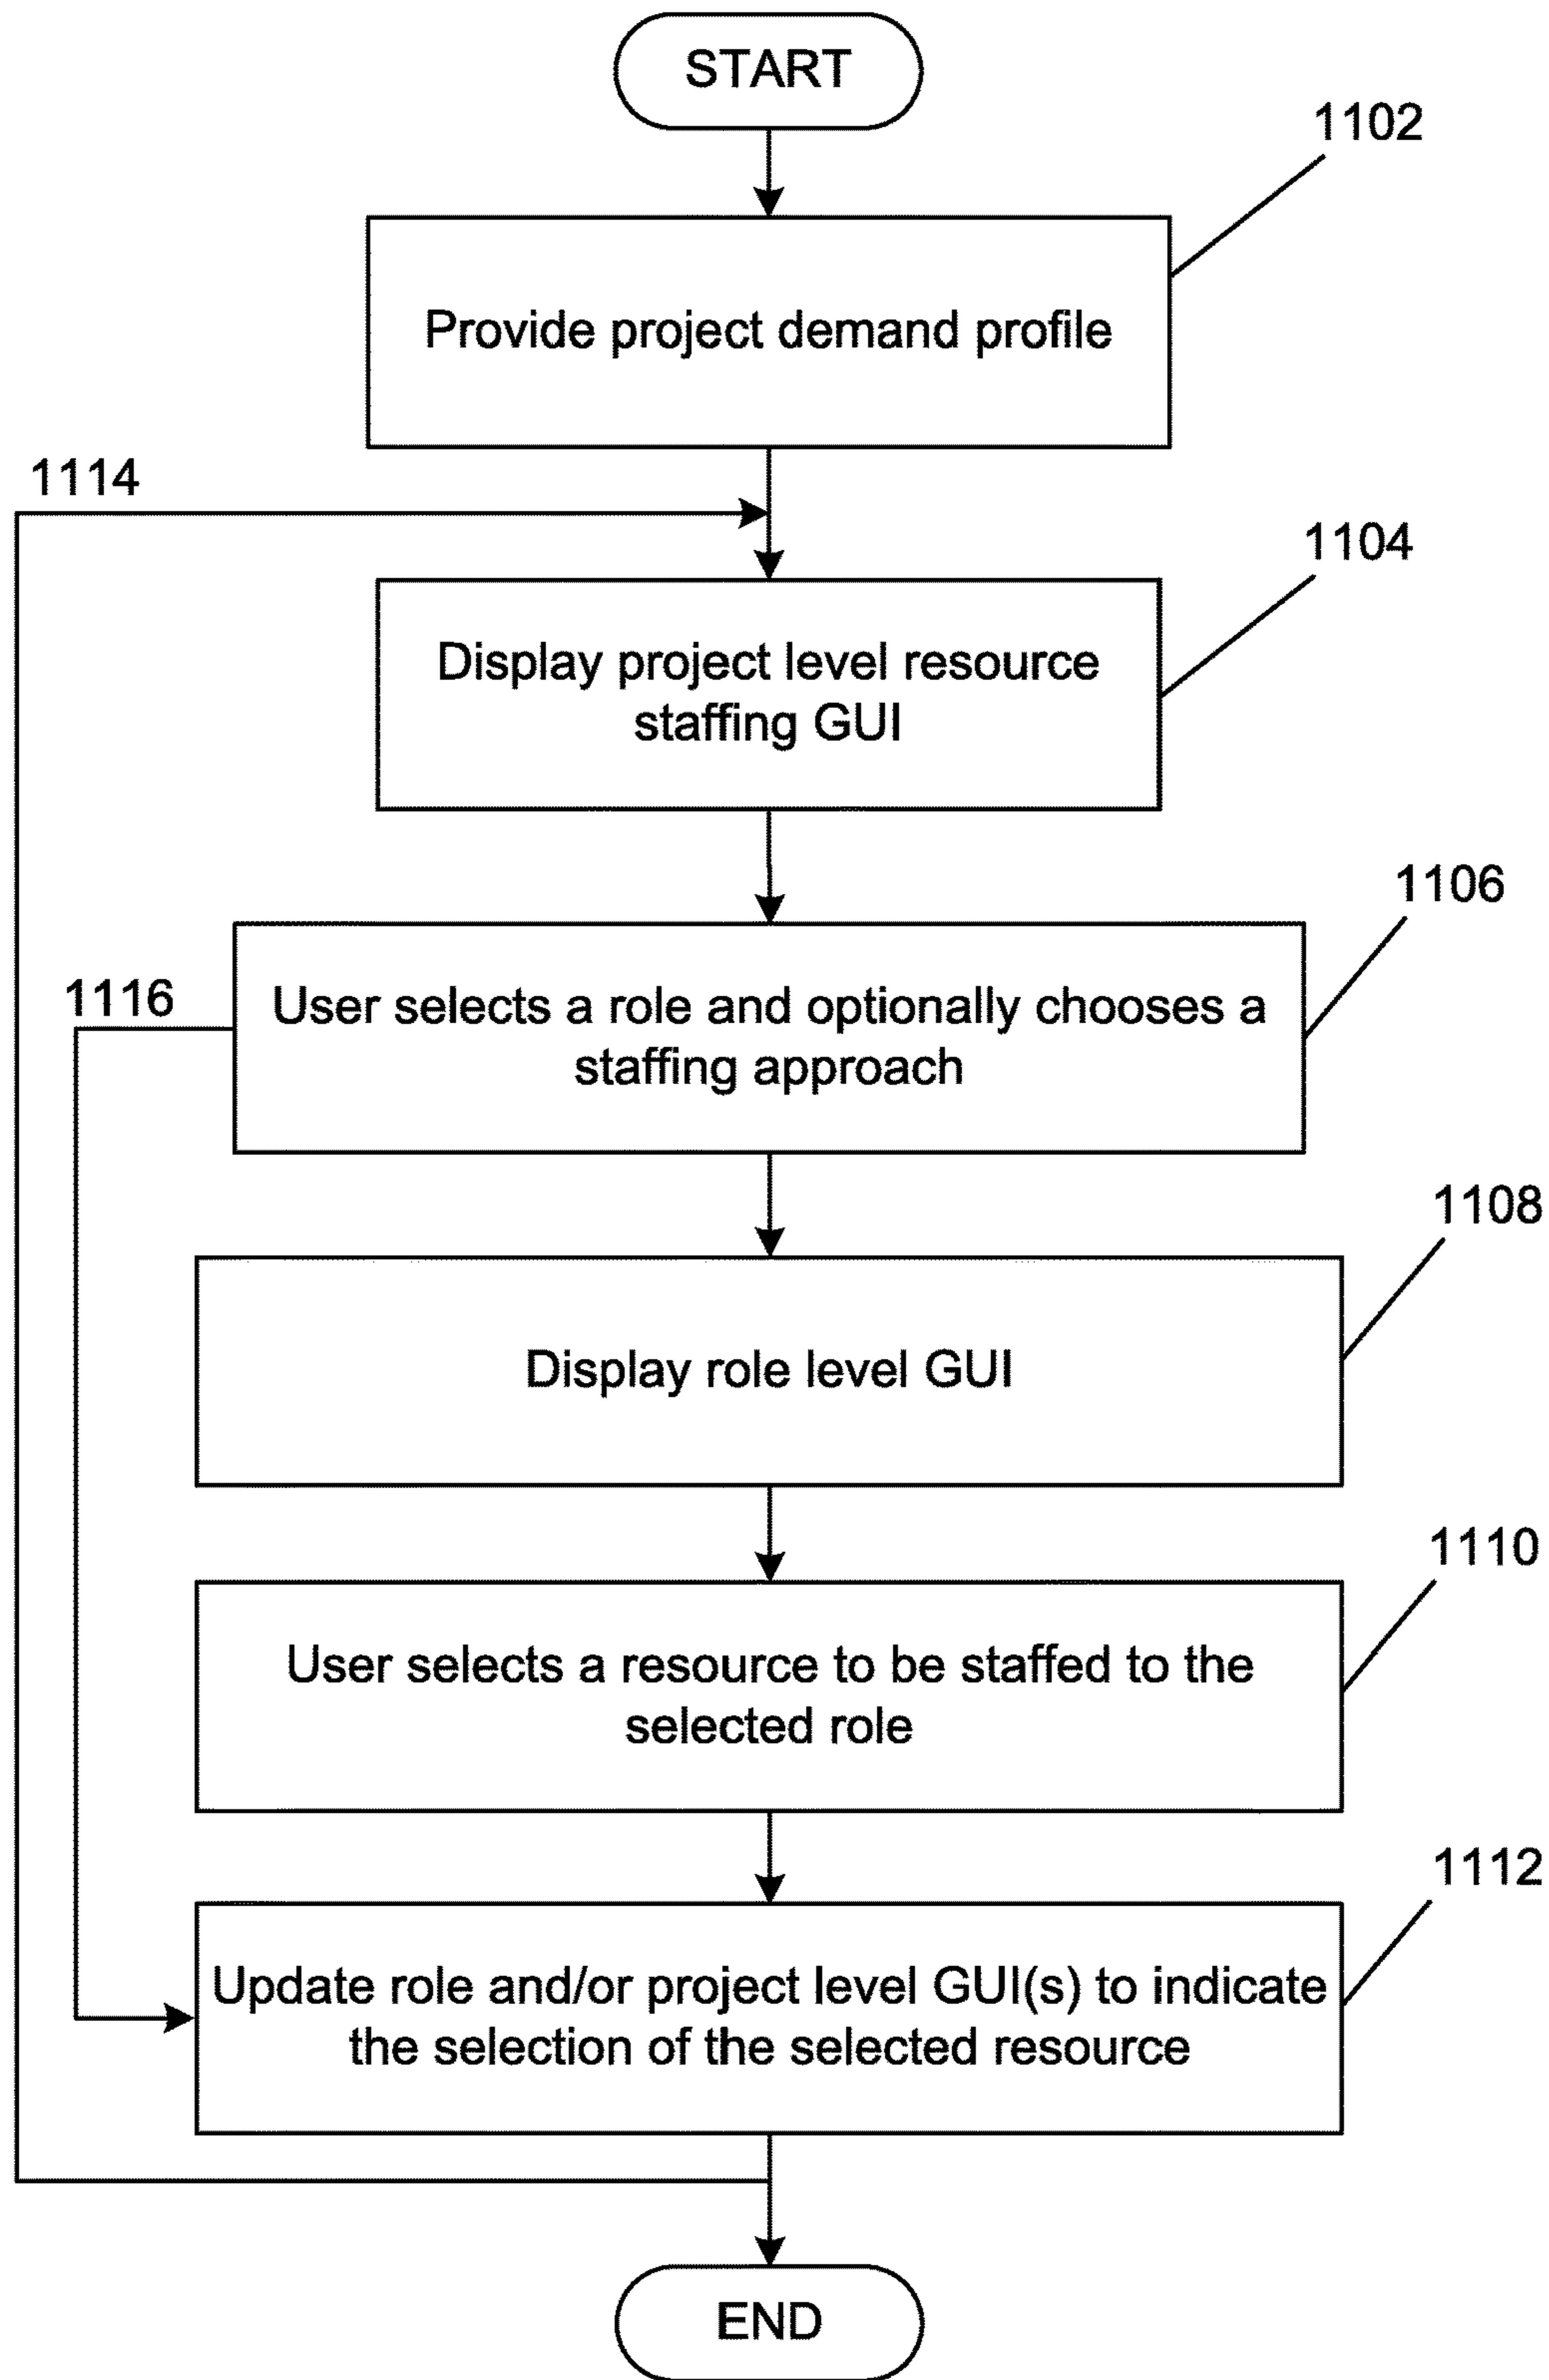 START
1102
Provide project demand profile
1114
1104
Display project level resource
staffing GUI
1106
1116
User selects a role and optionally chooses a
staffing approach
1108
Display role level GUI
1110
User selects a resource to be staffed to the
selected role
1112
Update role and/or project level GUI(s) to indicate
the selection of the selected resource
END